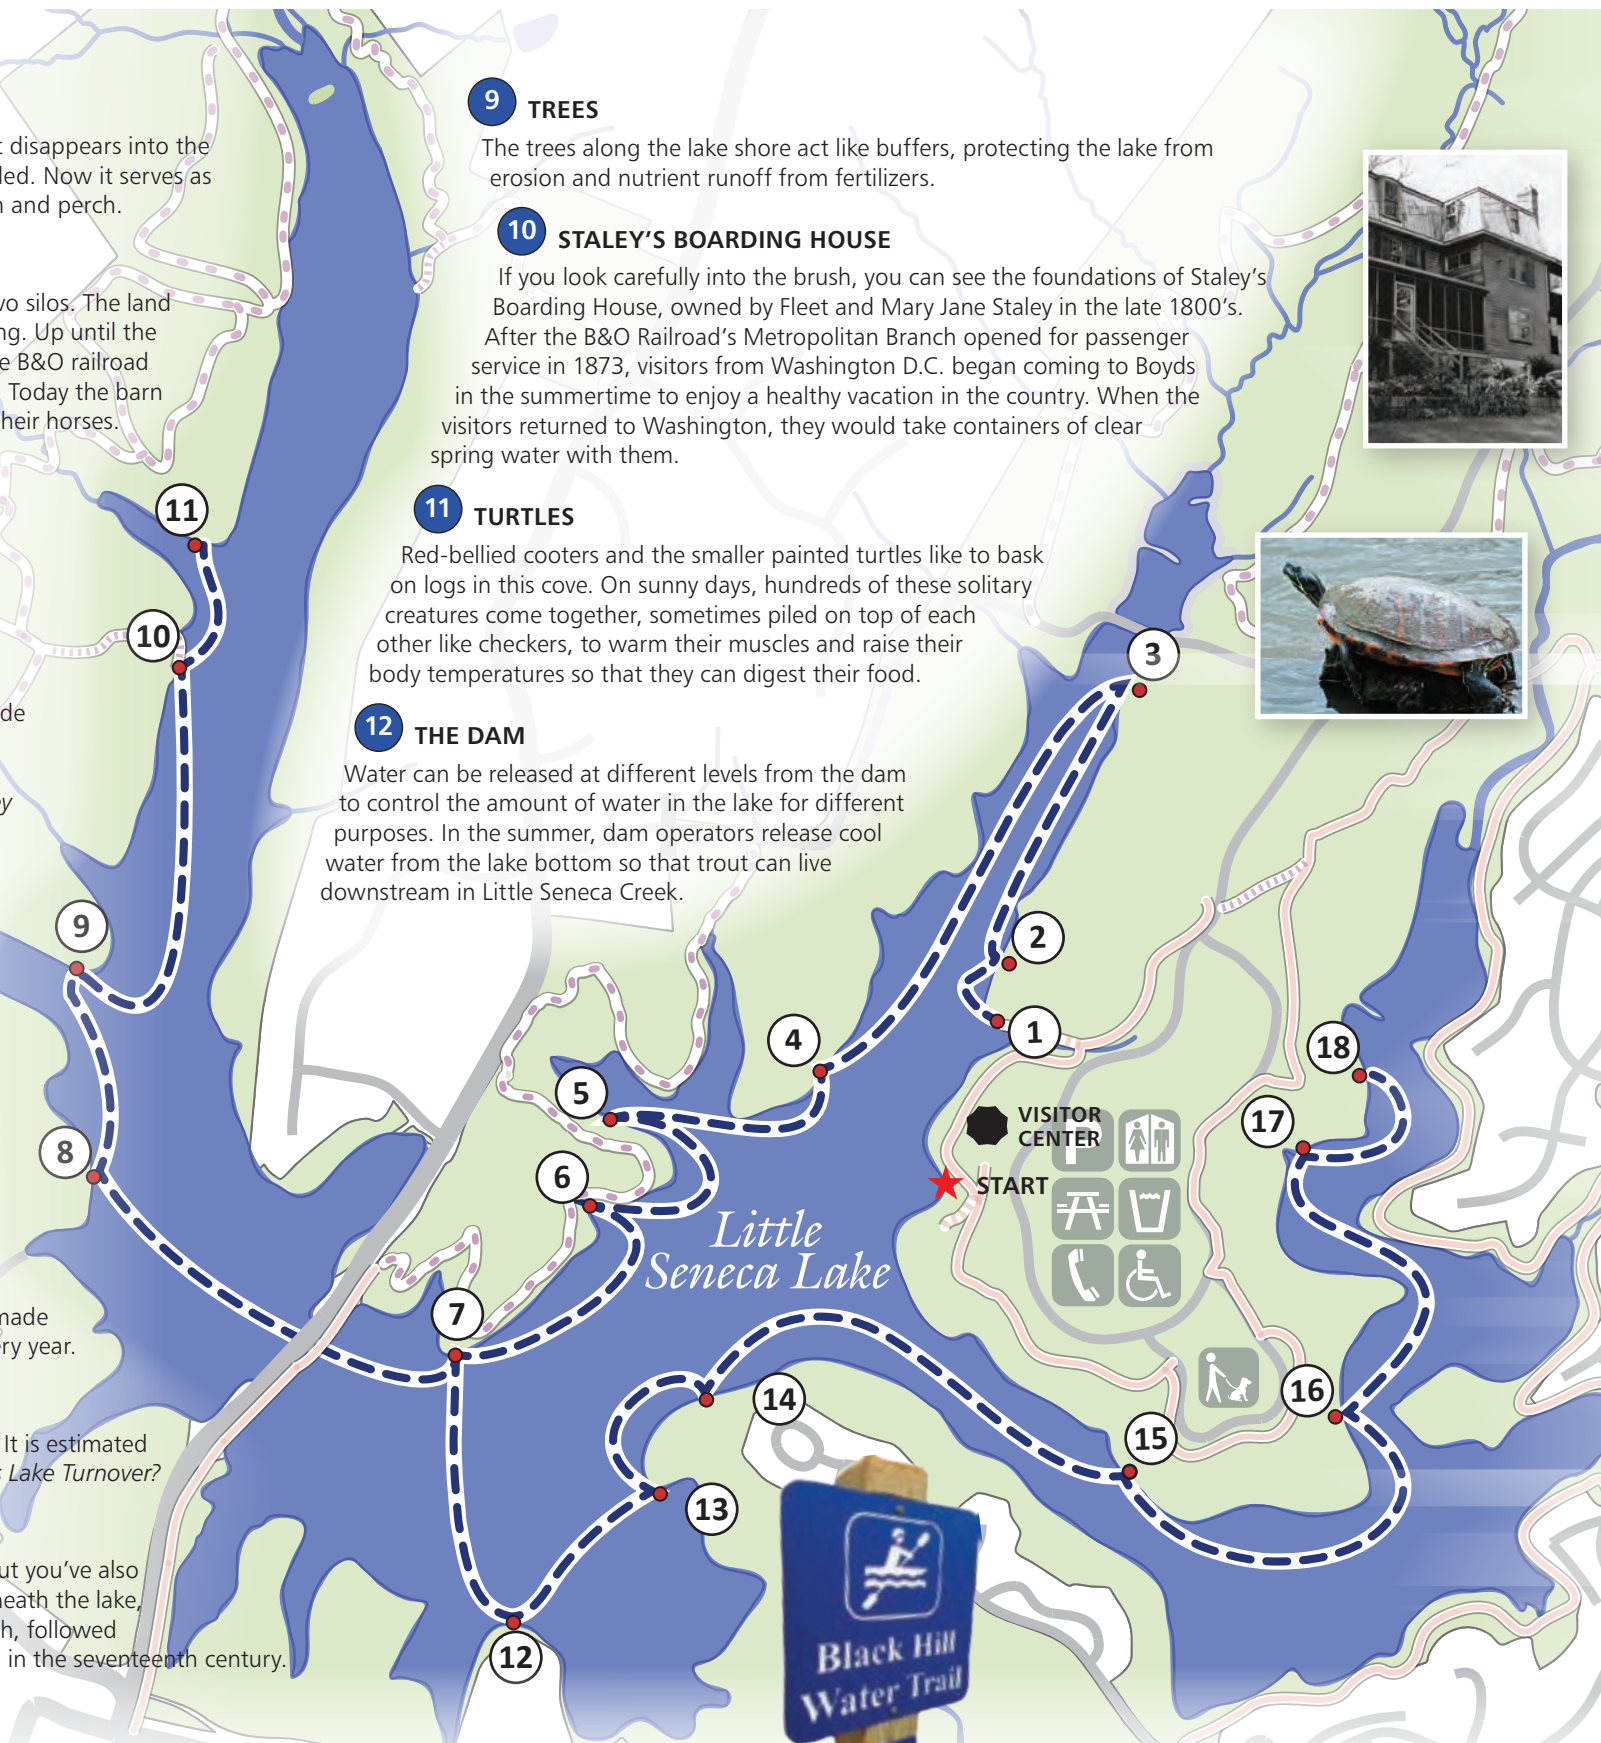 t disappears into the
led. Now it serves as
n and perch.
vo silos. The land
ng. Up until the
e B&O railroad
Today the barn
heir horses.
de
ey
made
ery year.
It is estimated
s Lake Turnover?
ut you've also
neath the lake,
h, followed
in the seventeenth century.
9 TREES
The trees along the lake shore act like buffers, protecting the lake from
erosion and nutrient runoff from fertilizers.
10 STALEY'S BOARDING HOUSE
If you look carefully into the brush, you can see the foundations of Staley's
Boarding House, owned by Fleet and Mary Jane Staley in the late 1800's.
After the B&O Railroad's Metropolitan Branch opened for passenger
service in 1873, visitors from Washington D.C. began coming to Boyds
in the summertime to enjoy a healthy vacation in the country. When the
visitors returned to Washington, they would take containers of clear
spring water with them.
11 TURTLES
Red-bellied cooters and the smaller painted turtles like to bask
on logs in this cove. On sunny days, hundreds of these solitary
creatures come together, sometimes piled on top of each
other like checkers, to warm their muscles and raise their
body temperatures so that they can digest their food.
12 THE DAM
Water can be released at different levels from the dam
to control the amount of water in the lake for different
purposes. In the summer, dam operators release cool
water from the lake bottom so that trout can live
downstream in Little Seneca Creek.
11
10
3
9
2
1
4
18
5
17
8
6
VISITOR
CENTER
P
START
Little
Seneca Lake
7
14
16
15
13
12
Black Hill
Water Trail